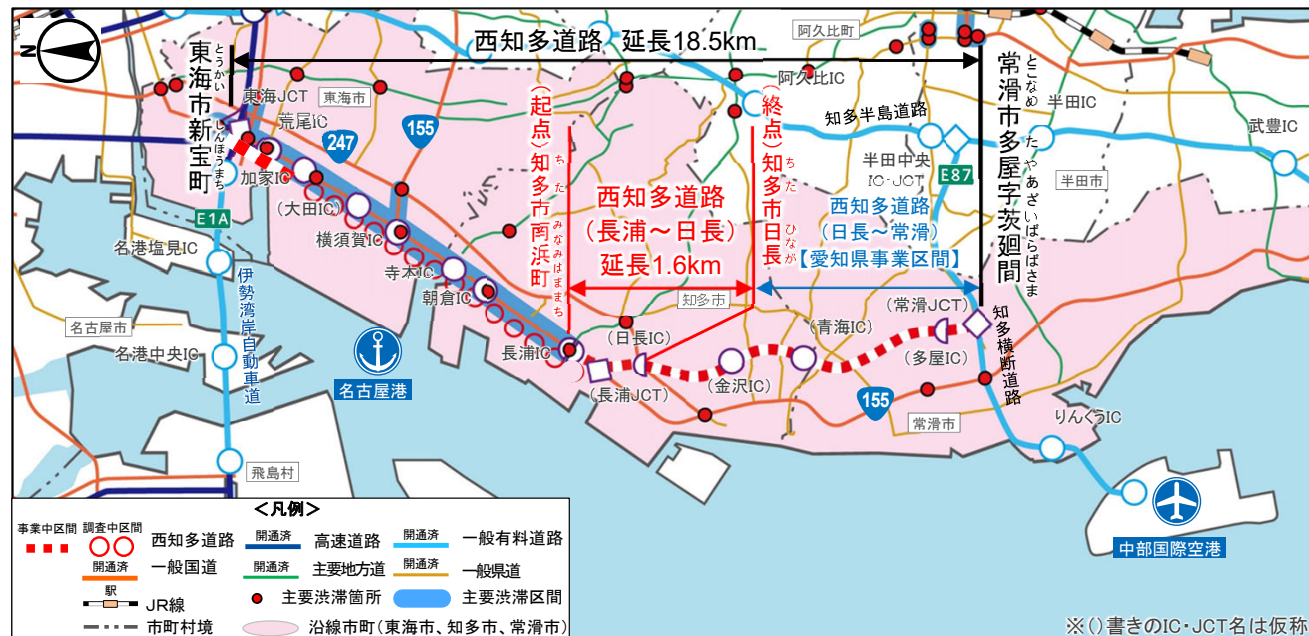 N
西知多道路 延長18.5km
東海市新宝町
とうかい しんほうまち
常滑市多屋字茨廻間
とこなめ たや あざいばらばさま
阿久比町
阿久比IC
東海JCT
東海市
荒尾IC
加家IC
247
155
(大田IC)
横須賀IC
寺本IC
朝倉IC
長浦IC
(起点)知多市南浜町
ちた みなみはままち
西知多道路
(長浦～日長)
延長1.6km
知多市
(終点)知多市日長
ちた ひなが
西知多道路
(日長～常滑)
【愛知県事業区間】
知多半島道路
半田中央
IC・JCT
E87
半田IC
武豊IC
半田市
(長浦JCT)
(日長IC)
(金沢IC)
(青海IC)
(多屋IC)
(常滑JCT)
知多横断道路
155
常滑市
りんくうIC
中部国際空港
E1A
名港塩見IC
伊勢湾岸自動車道
名古屋市
名港中央IC
名古屋港
飛島村
＜凡例＞
事業中区間 調査中区間 西知多道路
開通済 高速道路
開通済 一般有料道路
開通済 一般国道
開通済 主要地方道
開通済 一般県道
駅 JR線
主要渋滞箇所
主要渋滞区間
市町村境
沿線市町(東海市、知多市、常滑市)
※()書きのIC・JCT名は仮称